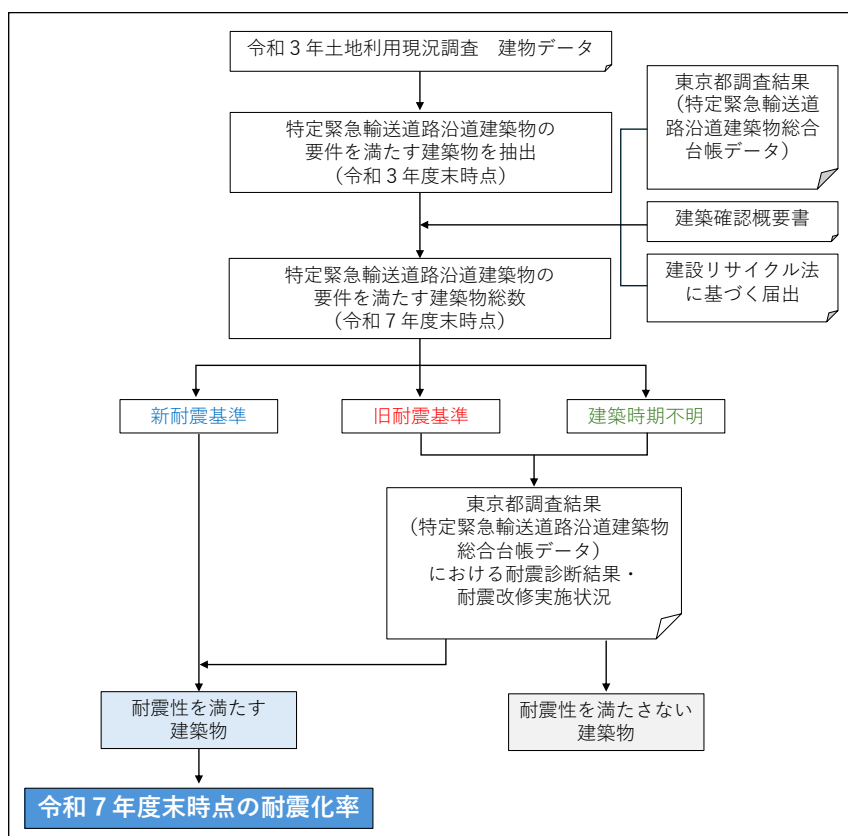 令和3年土地利用現況調査　建物データ
特定緊急輸送道路沿道建築物の
要件を満たす建築物を抽出
（令和3年度末時点）
東京都調査結果
（特定緊急輸送道
路沿道建築物総合
台帳データ）
建築確認概要書
建設リサイクル法
に基づく届出
特定緊急輸送道路沿道建築物の
要件を満たす建築物総数
（令和7年度末時点）
新耐震基準
旧耐震基準
建築時期不明
東京都調査結果
（特定緊急輸送道路沿道建築物
総合台帳データ）
における耐震診断結果・
耐震改修実施状況
耐震性を満たす
建築物
耐震性を満たさない
建築物
令和7年度末時点の耐震化率